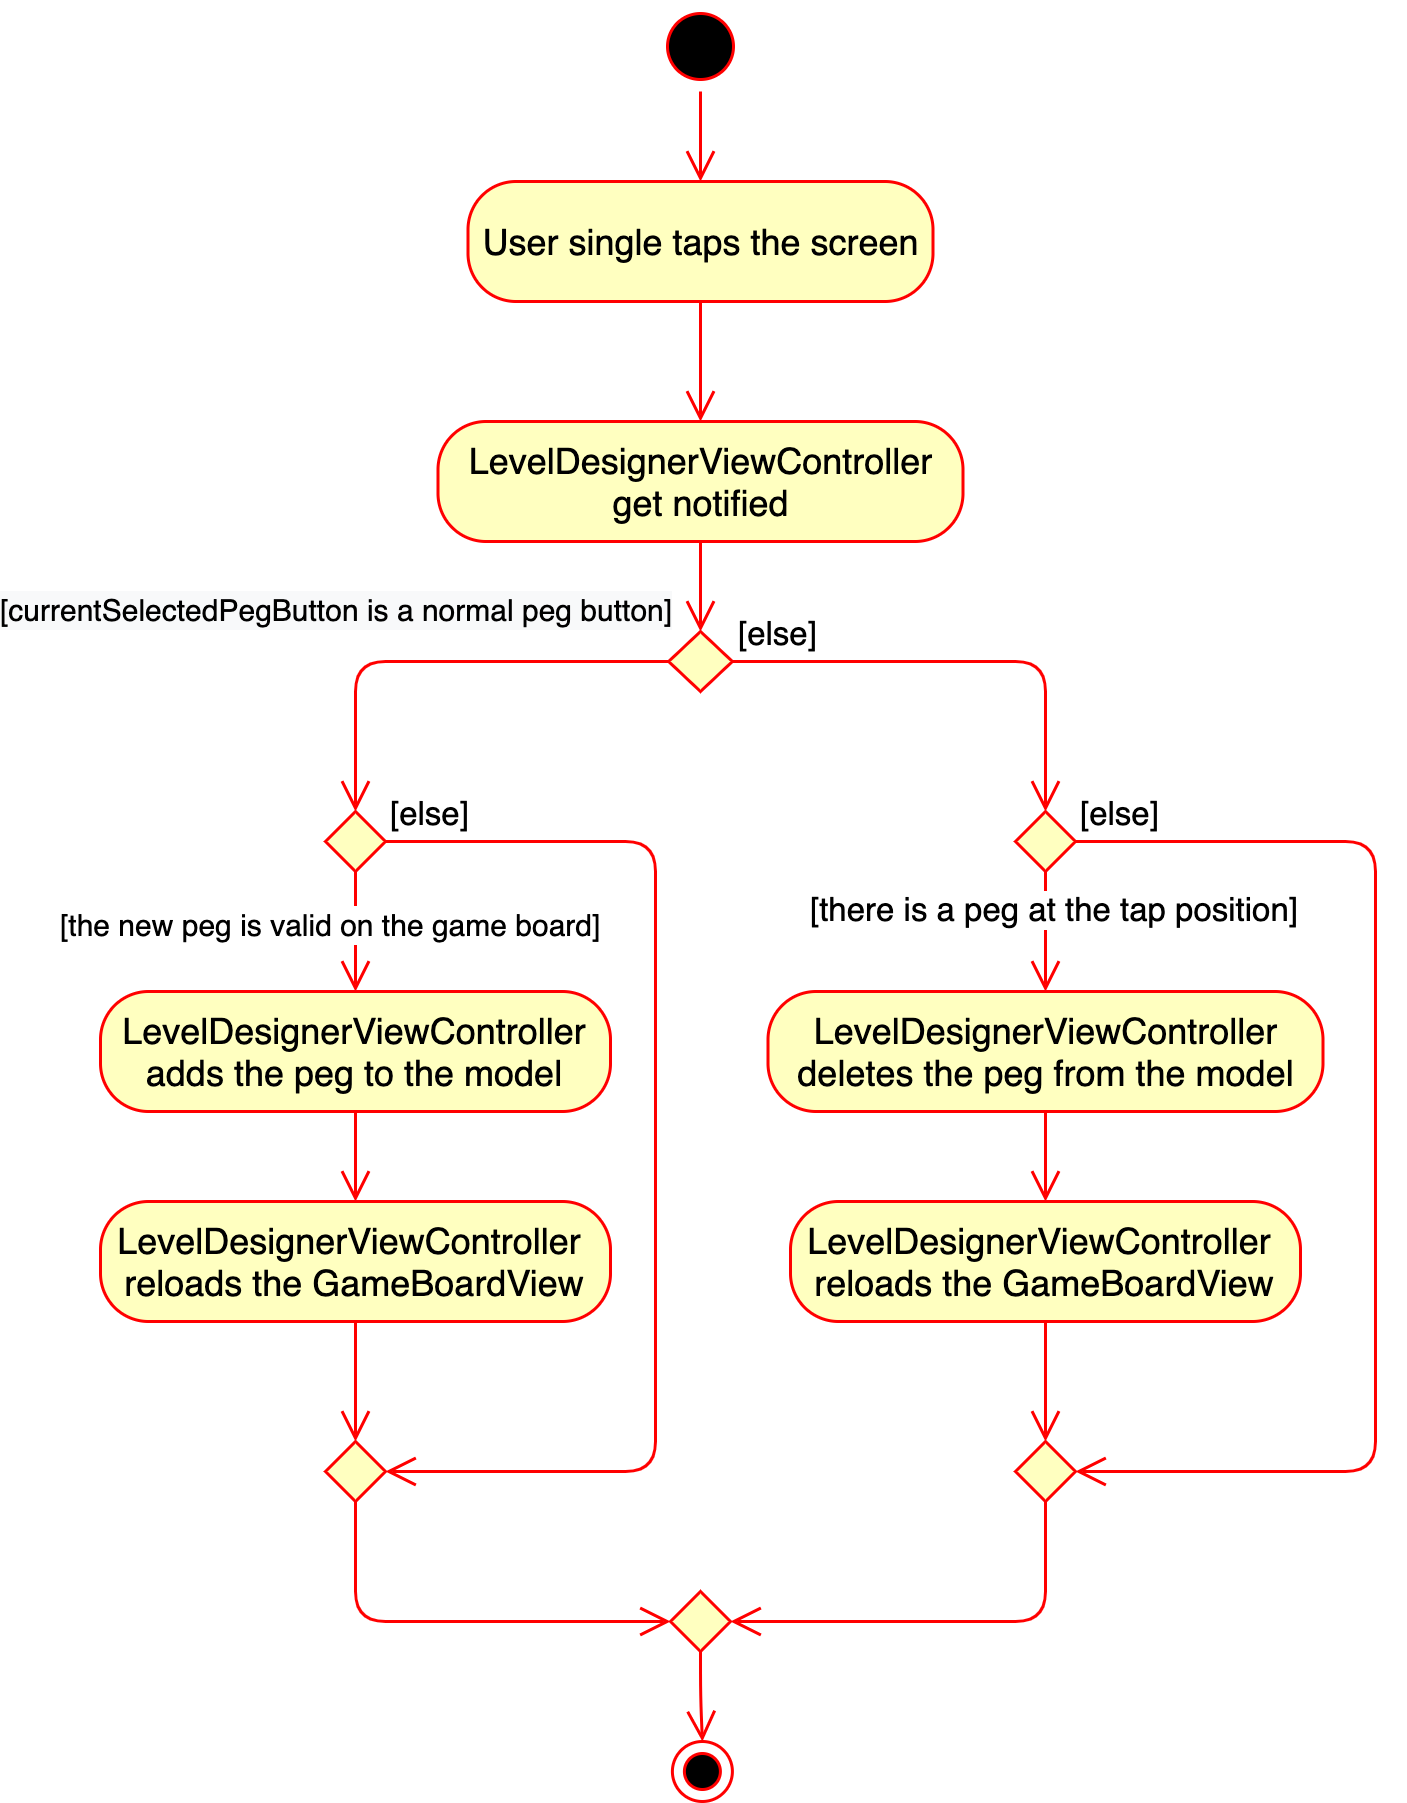 User single taps the screen
LevelDesignerViewController
get notified
[currentSelectedPegButton is a normal peg button]
[else]
[else]
[else]
[the new peg is valid on the game board]
[there is a peg at the tap position]
LevelDesignerViewController
adds the peg to the model
LevelDesignerViewController
deletes the peg from the model
LevelDesignerViewController
reloads the GameBoardView
LevelDesignerViewController
reloads the GameBoardView